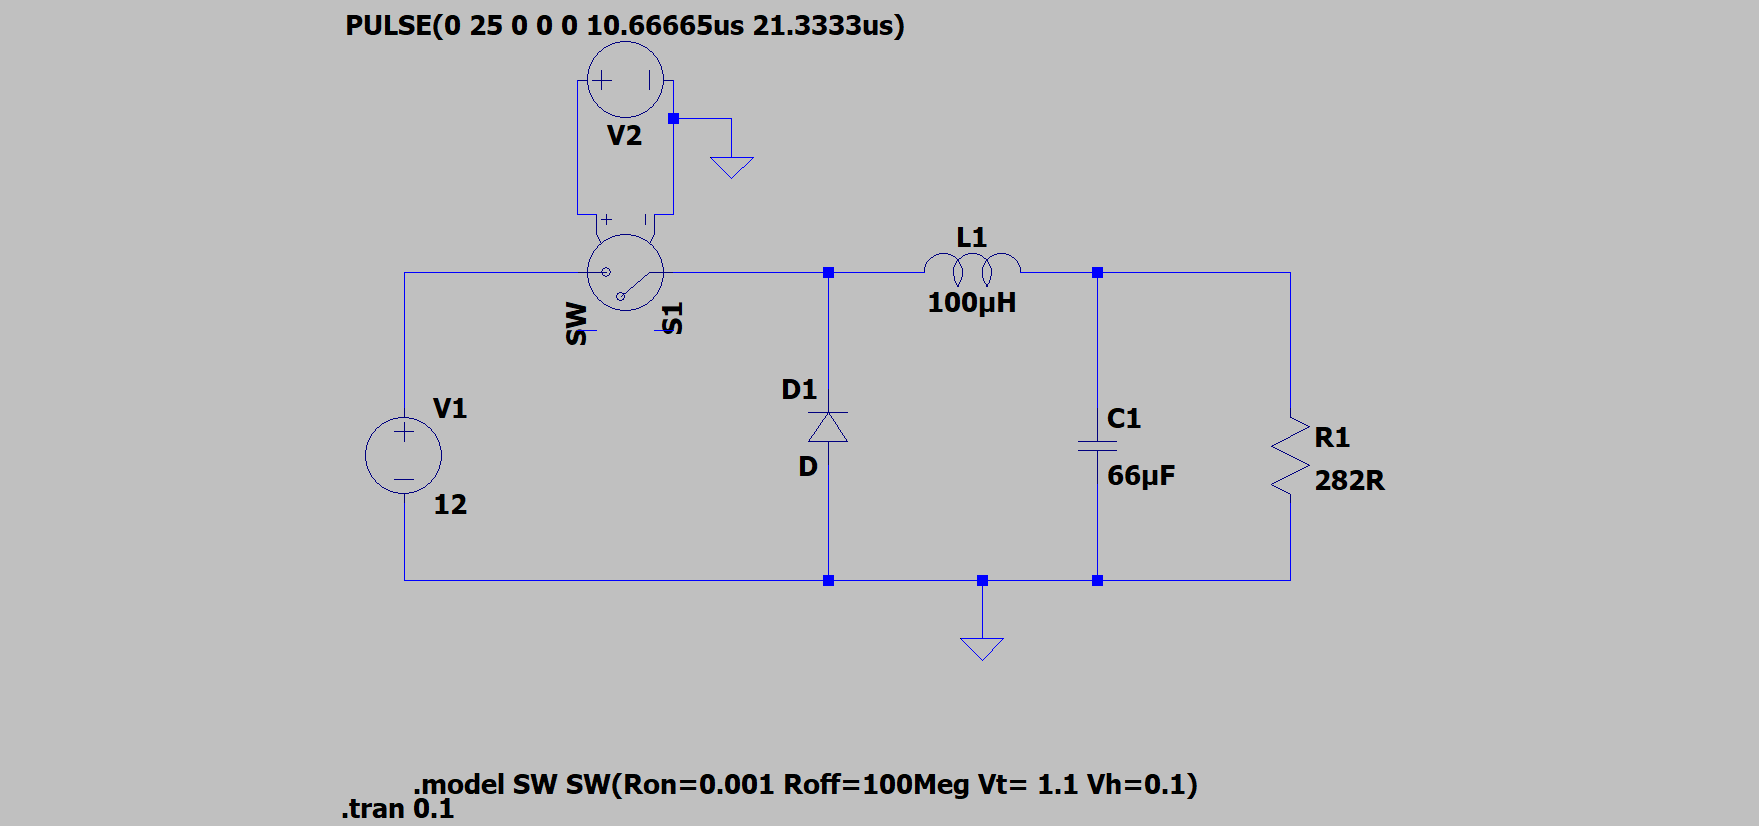 PULSE(0 25 0 0 0 10.66665us 21.3333us)
V2
L1
100µH
SW
S1
D1
V1
C1
R1
D
66µF
282R
12
.model SW SW(Ron=0.001 Roff=100Meg Vt= 1.1 Vh=0.1)
.tran 0.1